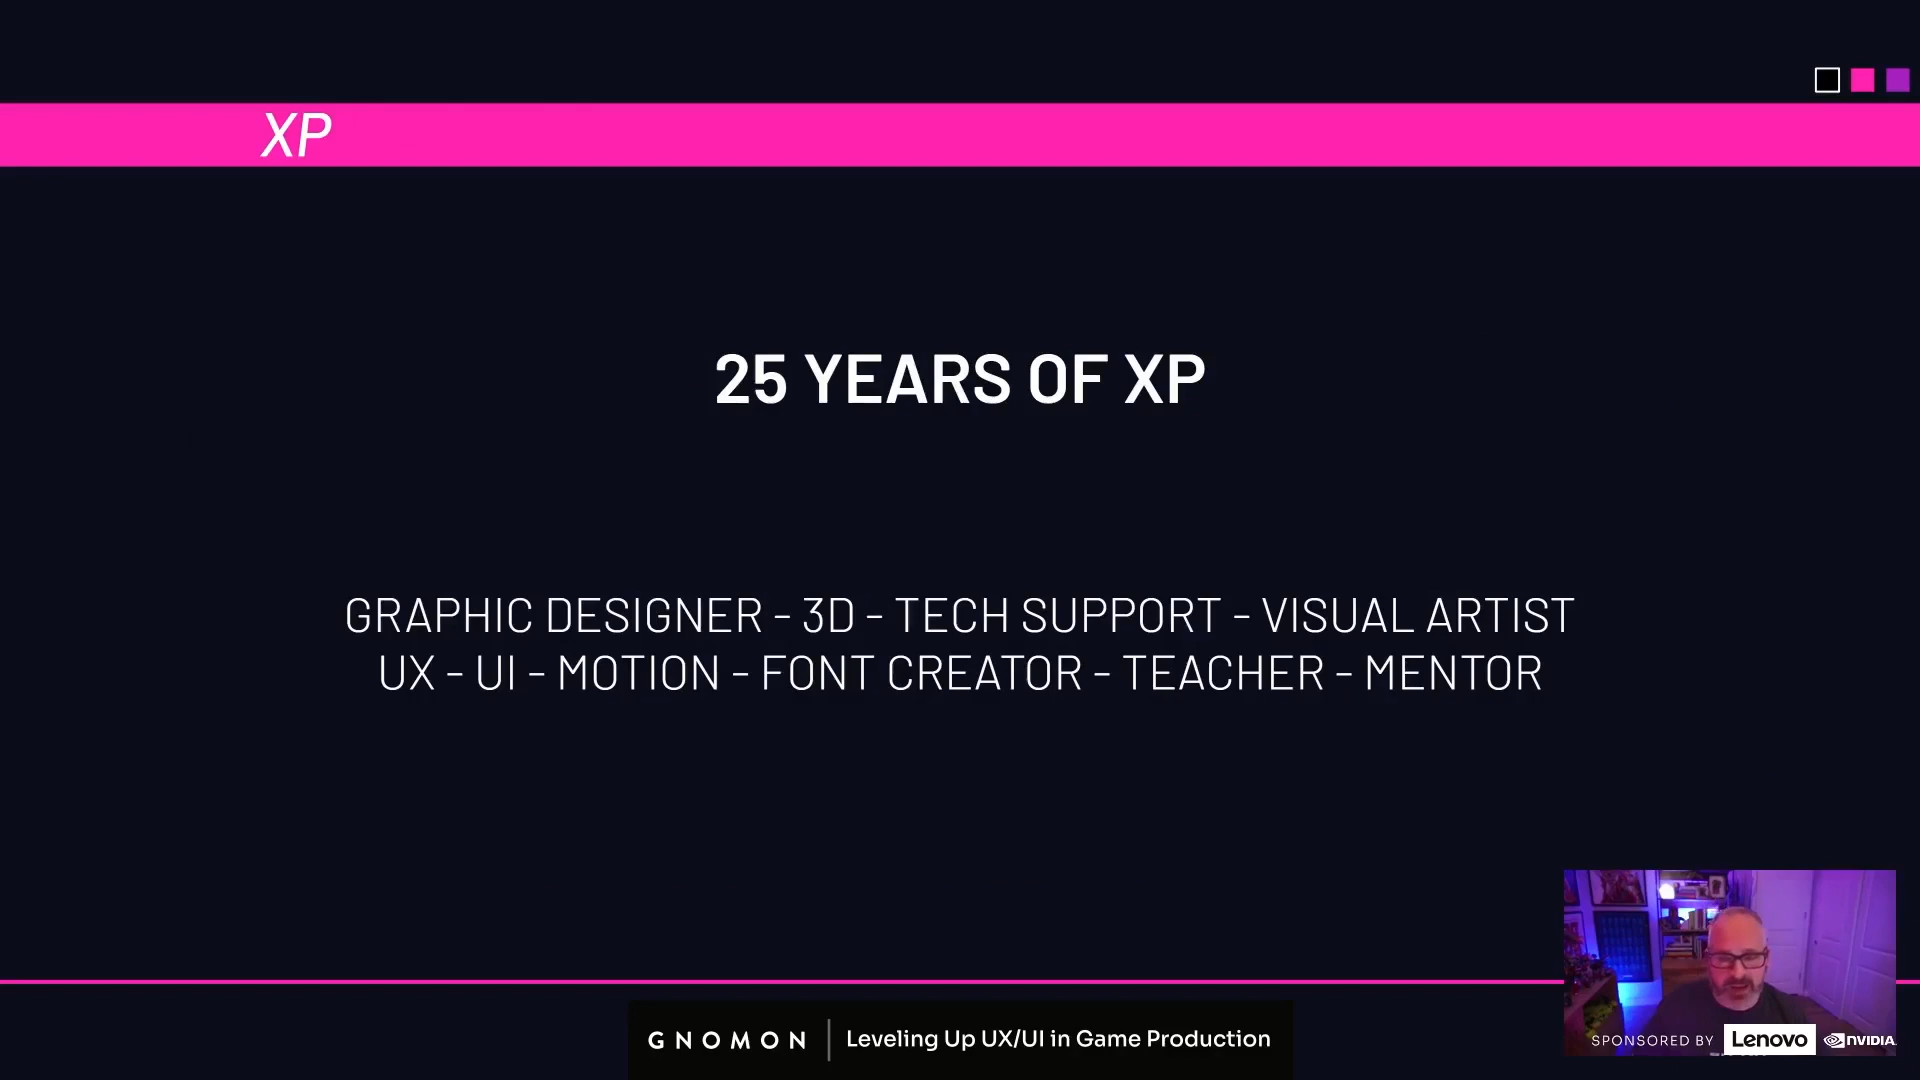 XP
25 YEARS OF XP
GRAPHIC DESIGNER - 3D - TECH SUPPORT - VISUAL ARTIST
UX - UI - MOTION - FONT CREATOR - TEACHER - MENTOR
GNOMON | Leveling Up UX/UI in Game Production
SPONSORED BY Lenovo NVIDIA